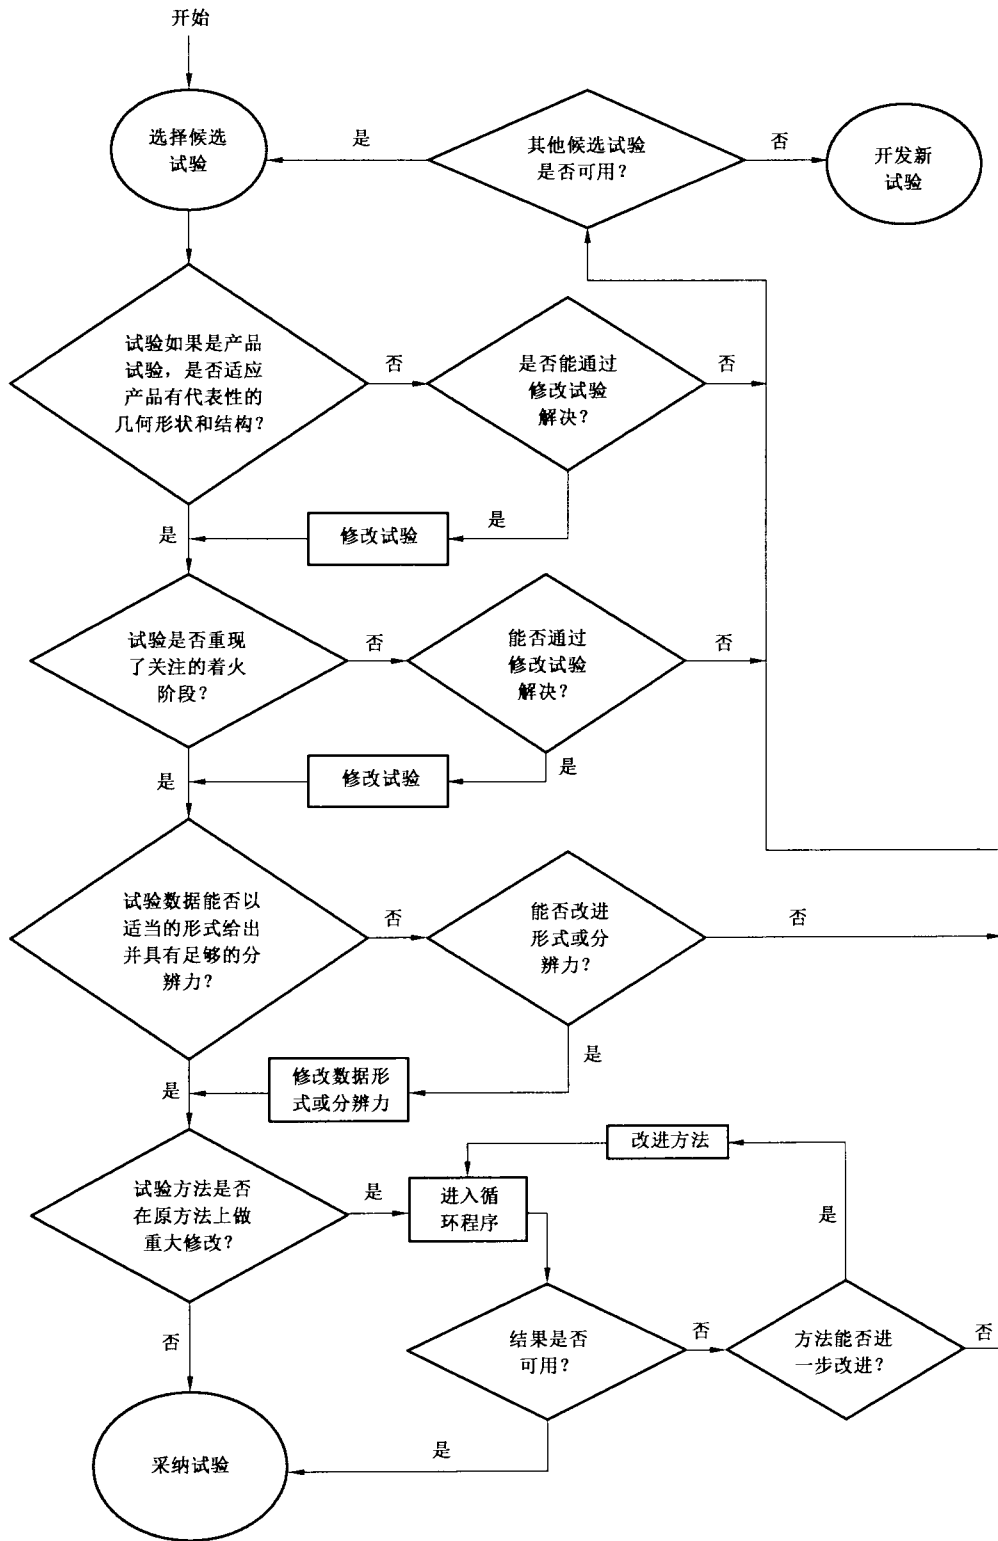 开始
选择候选
试验
是
其他候选试验
是否可用?
否
开发新
试验
试验如果是产品
试验，是否适应
产品有代表性的
几何形状和结构?
否
是否能通过
修改试验
解决?
否
是
修改试验
是
试验是否重现
了关注的着火
阶段?
否
能否通过
修改试验
解决?
否
是
修改试验
是
试验数据能否以
适当的形式给出
并具有足够的分
辨力?
否
能否改进
形式或分
辨力?
否
是
修改数据形
式或分辨力
是
改进方法
试验方法是否
在原方法上做
重大修改?
是
进入循
环程序
是
否
结果是否
可用?
否
方法能否进
一步改进?
否
采纳试验
是